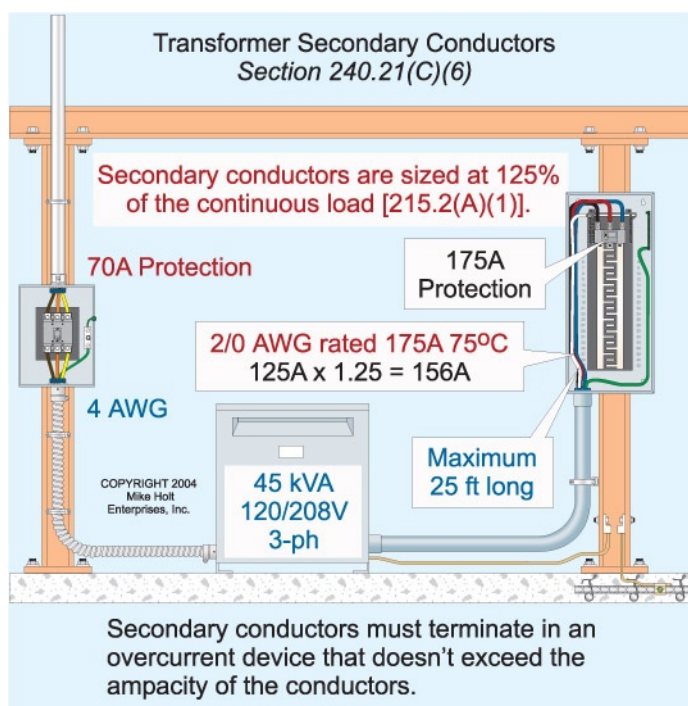 Transformer Secondary Conductors
Section 240.21(C)(6)
Secondary conductors are sized at 125%
of the continuous load [215.2(A)(1)].
70A Protection
175A
Protection
2/0 AWG rated 175A 75ºC
125A x 1.25 = 156A
4 AWG
Maximum
25 ft long
COPYRIGHT 2004
Mike Holt
Enterprises, Inc.
45 kVA
120/208V
3-ph
Secondary conductors must terminate in an
overcurrent device that doesn't exceed the
ampacity of the conductors.